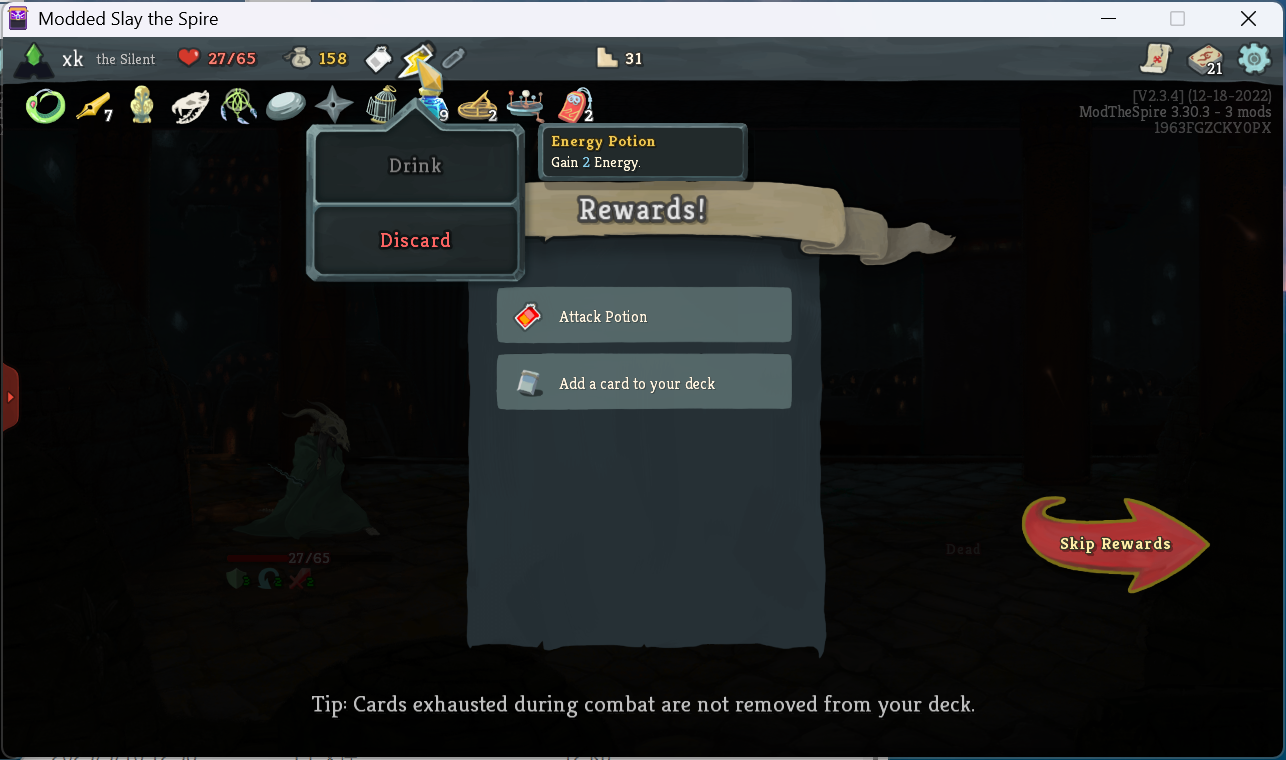 Modded Slay the Spire
xk the Silent 27/65 158 31 21
7 9 2 2
[V2.3.4] (12-18-2022)
ModTheSpire 3.30.3 - 3 mods
1963FGZCKY0PX
Drink
Discard
Energy Potion
Gain 2 Energy.
Rewards!
Attack Potion
Add a card to your deck
Skip Rewards
27/65
Dead
Tip: Cards exhausted during combat are not removed from your deck.